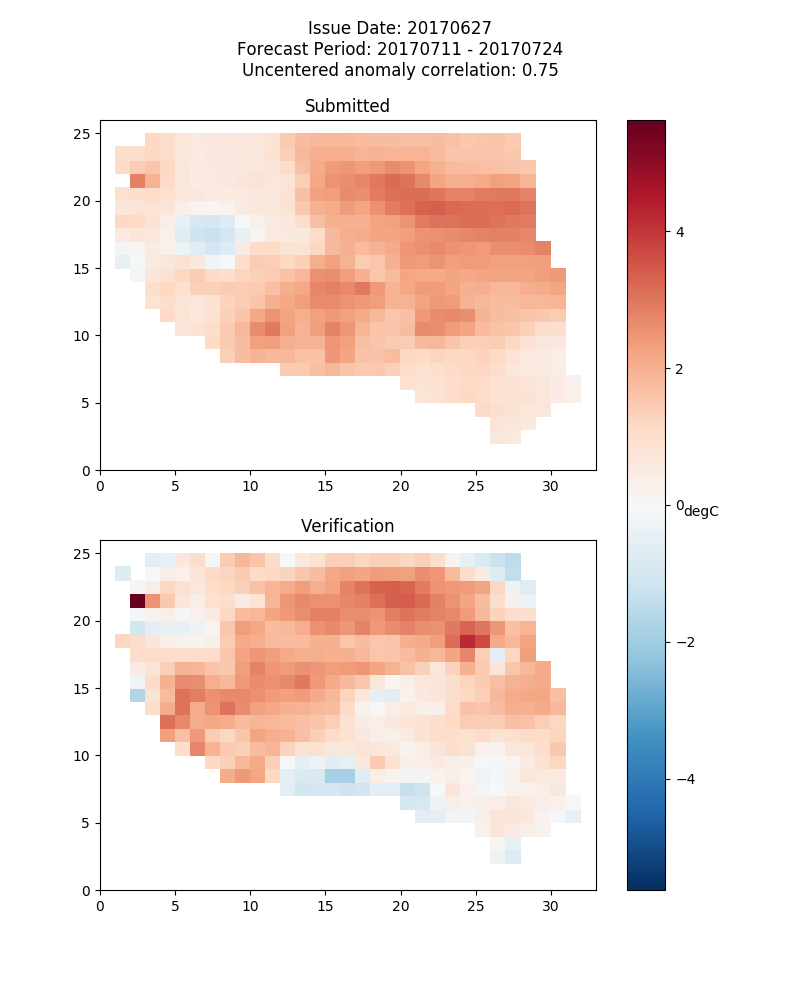 Issue Date: 20170627
Forecast Period: 20170711 - 20170724
Uncentered anomaly correlation: 0.75
Submitted
25
20
15
10
5
0
0 5 10 15 20 25 30
Verification
25
20
15
10
5
0
0 5 10 15 20 25 30
4
2
0
degC
−2
−4